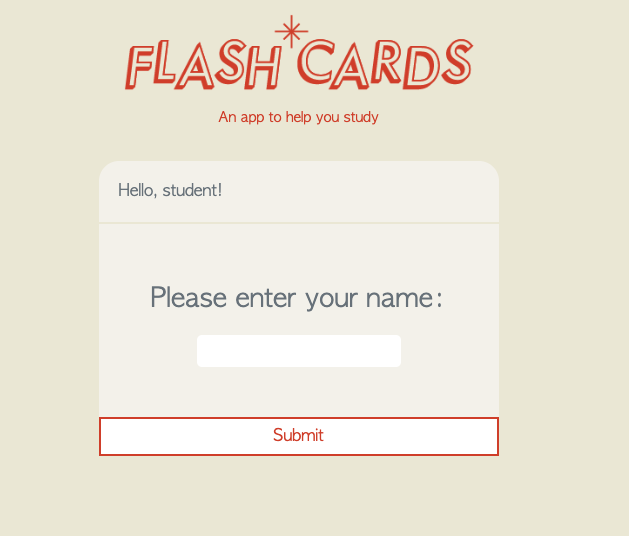 FLASH CARDS
An app to help you study
Hello, student!
Please enter your name:
Submit